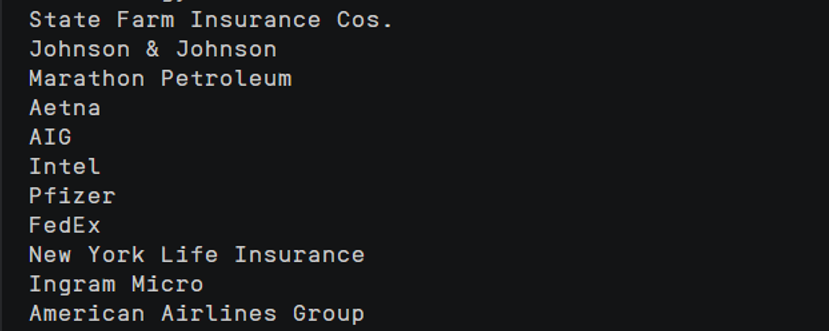 State Farm Insurance Cos.
Johnson & Johnson
Marathon Petroleum
Aetna
AIG
Intel
Pfizer
FedEx
New York Life Insurance
Ingram Micro
American Airlines Group